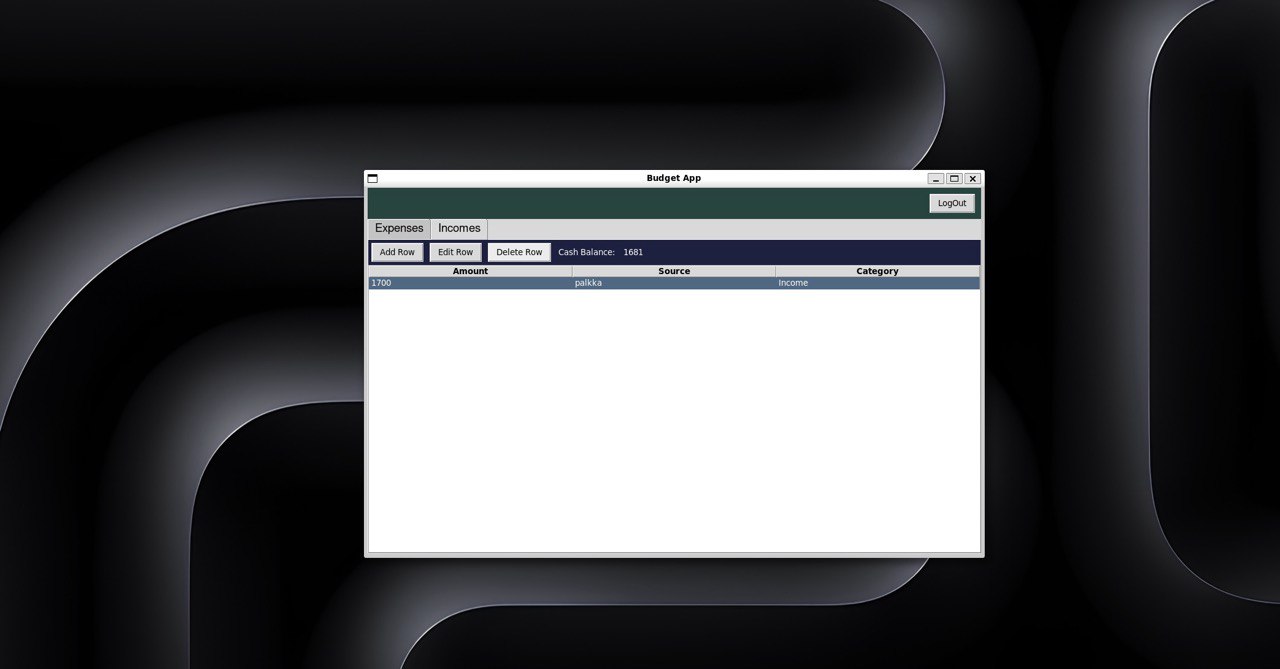 Budget App
LogOut
Expenses Incomes
Add Row Edit Row Delete Row Cash Balance: 1681
Amount Source Category
1700 palkka Income